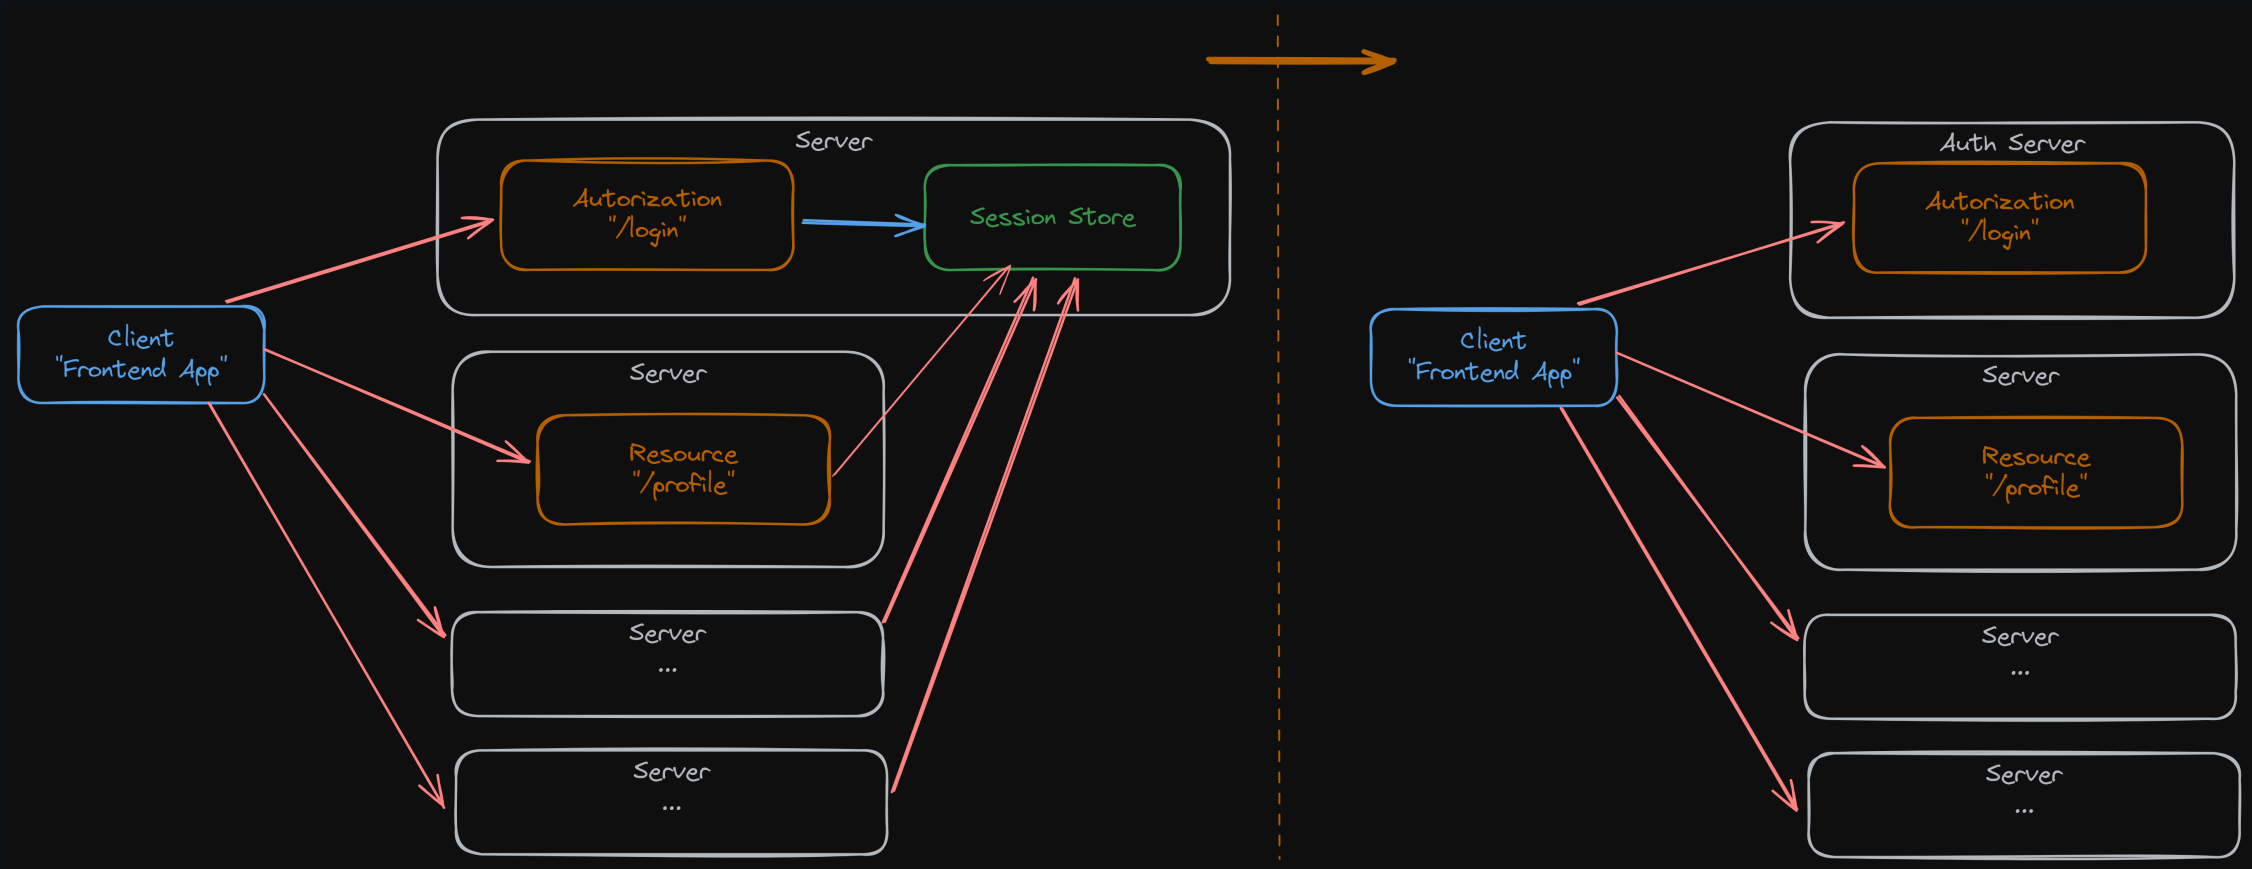 Server
Autorization
"/login"
Session Store
Client
"Frontend App"
Server
Resource
"/profile"
Server
...
Server
...
Auth Server
Autorization
"/login"
Client
"Frontend App"
Server
Resource
"/profile"
Server
...
Server
...